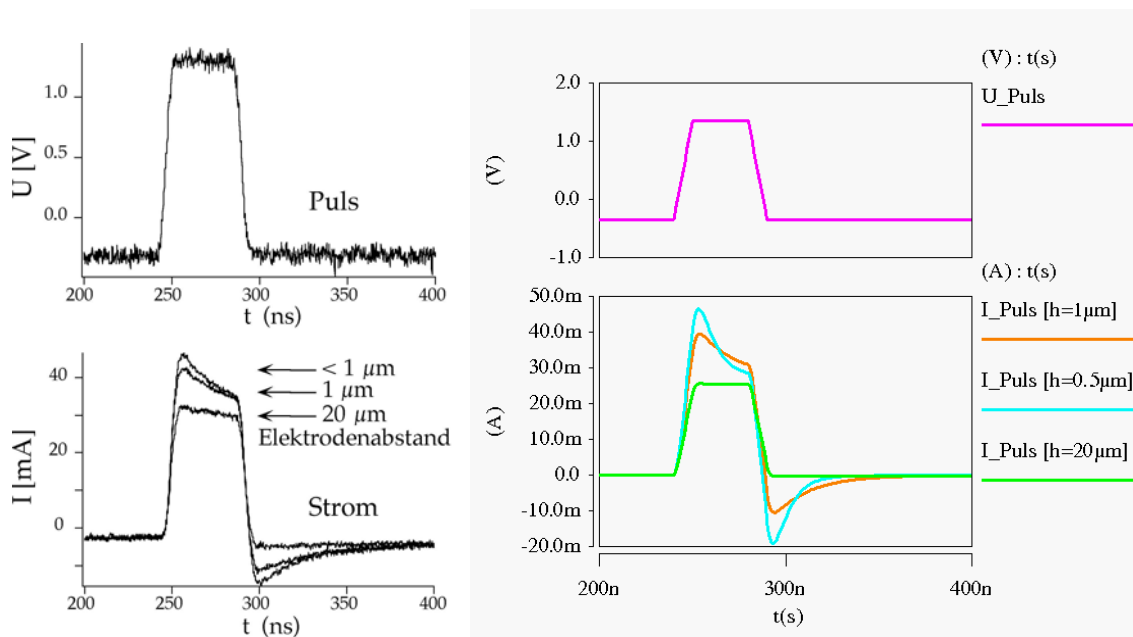 1.0
0.5
0.0
U [V]
Puls
200
250
300
350
400
t (ns)
40
20
0
I [mA]
< 1 µm
1 µm
20 µm
Elektrodenabstand
Strom
200
250
300
350
400
t (ns)
(V) : t(s)
U_Puls
2.0
1.0
0.0
-1.0
(V)
(A) : t(s)
I_Puls [h=1µm]
I_Puls [h=0.5µm]
I_Puls [h=20µm]
50.0m
40.0m
30.0m
20.0m
10.0m
0.0
-10.0m
-20.0m
(A)
200n
300n
400n
t(s)